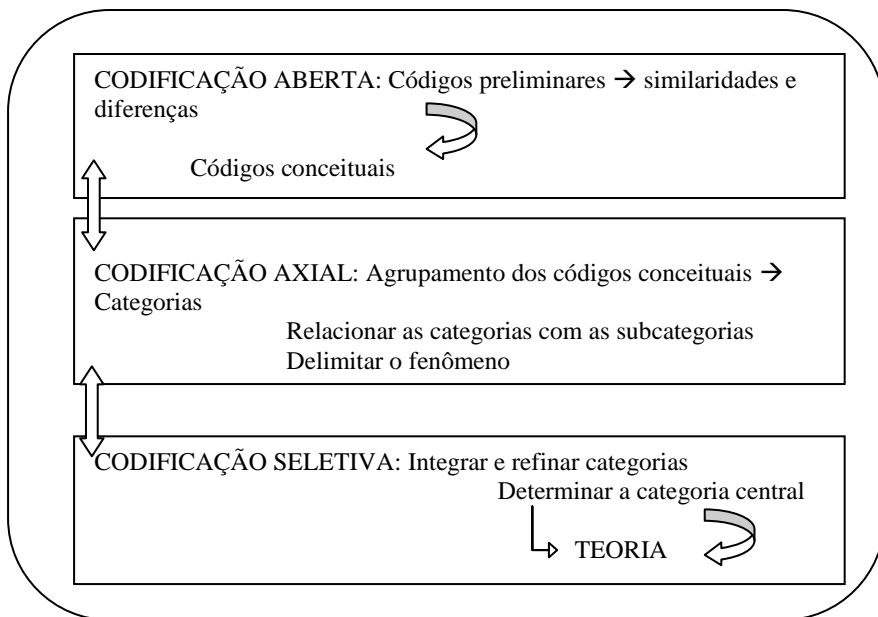 CODIFICAÇÃO ABERTA: Códigos preliminares → similaridades e
diferenças
Códigos conceituais
CODIFICAÇÃO AXIAL: Agrupamento dos códigos conceituais →
Categorias
Relacionar as categorias com as subcategorias
Delimitar o fenômeno
CODIFICAÇÃO SELETIVA: Integrar e refinar categorias
Determinar a categoria central
TEORIA